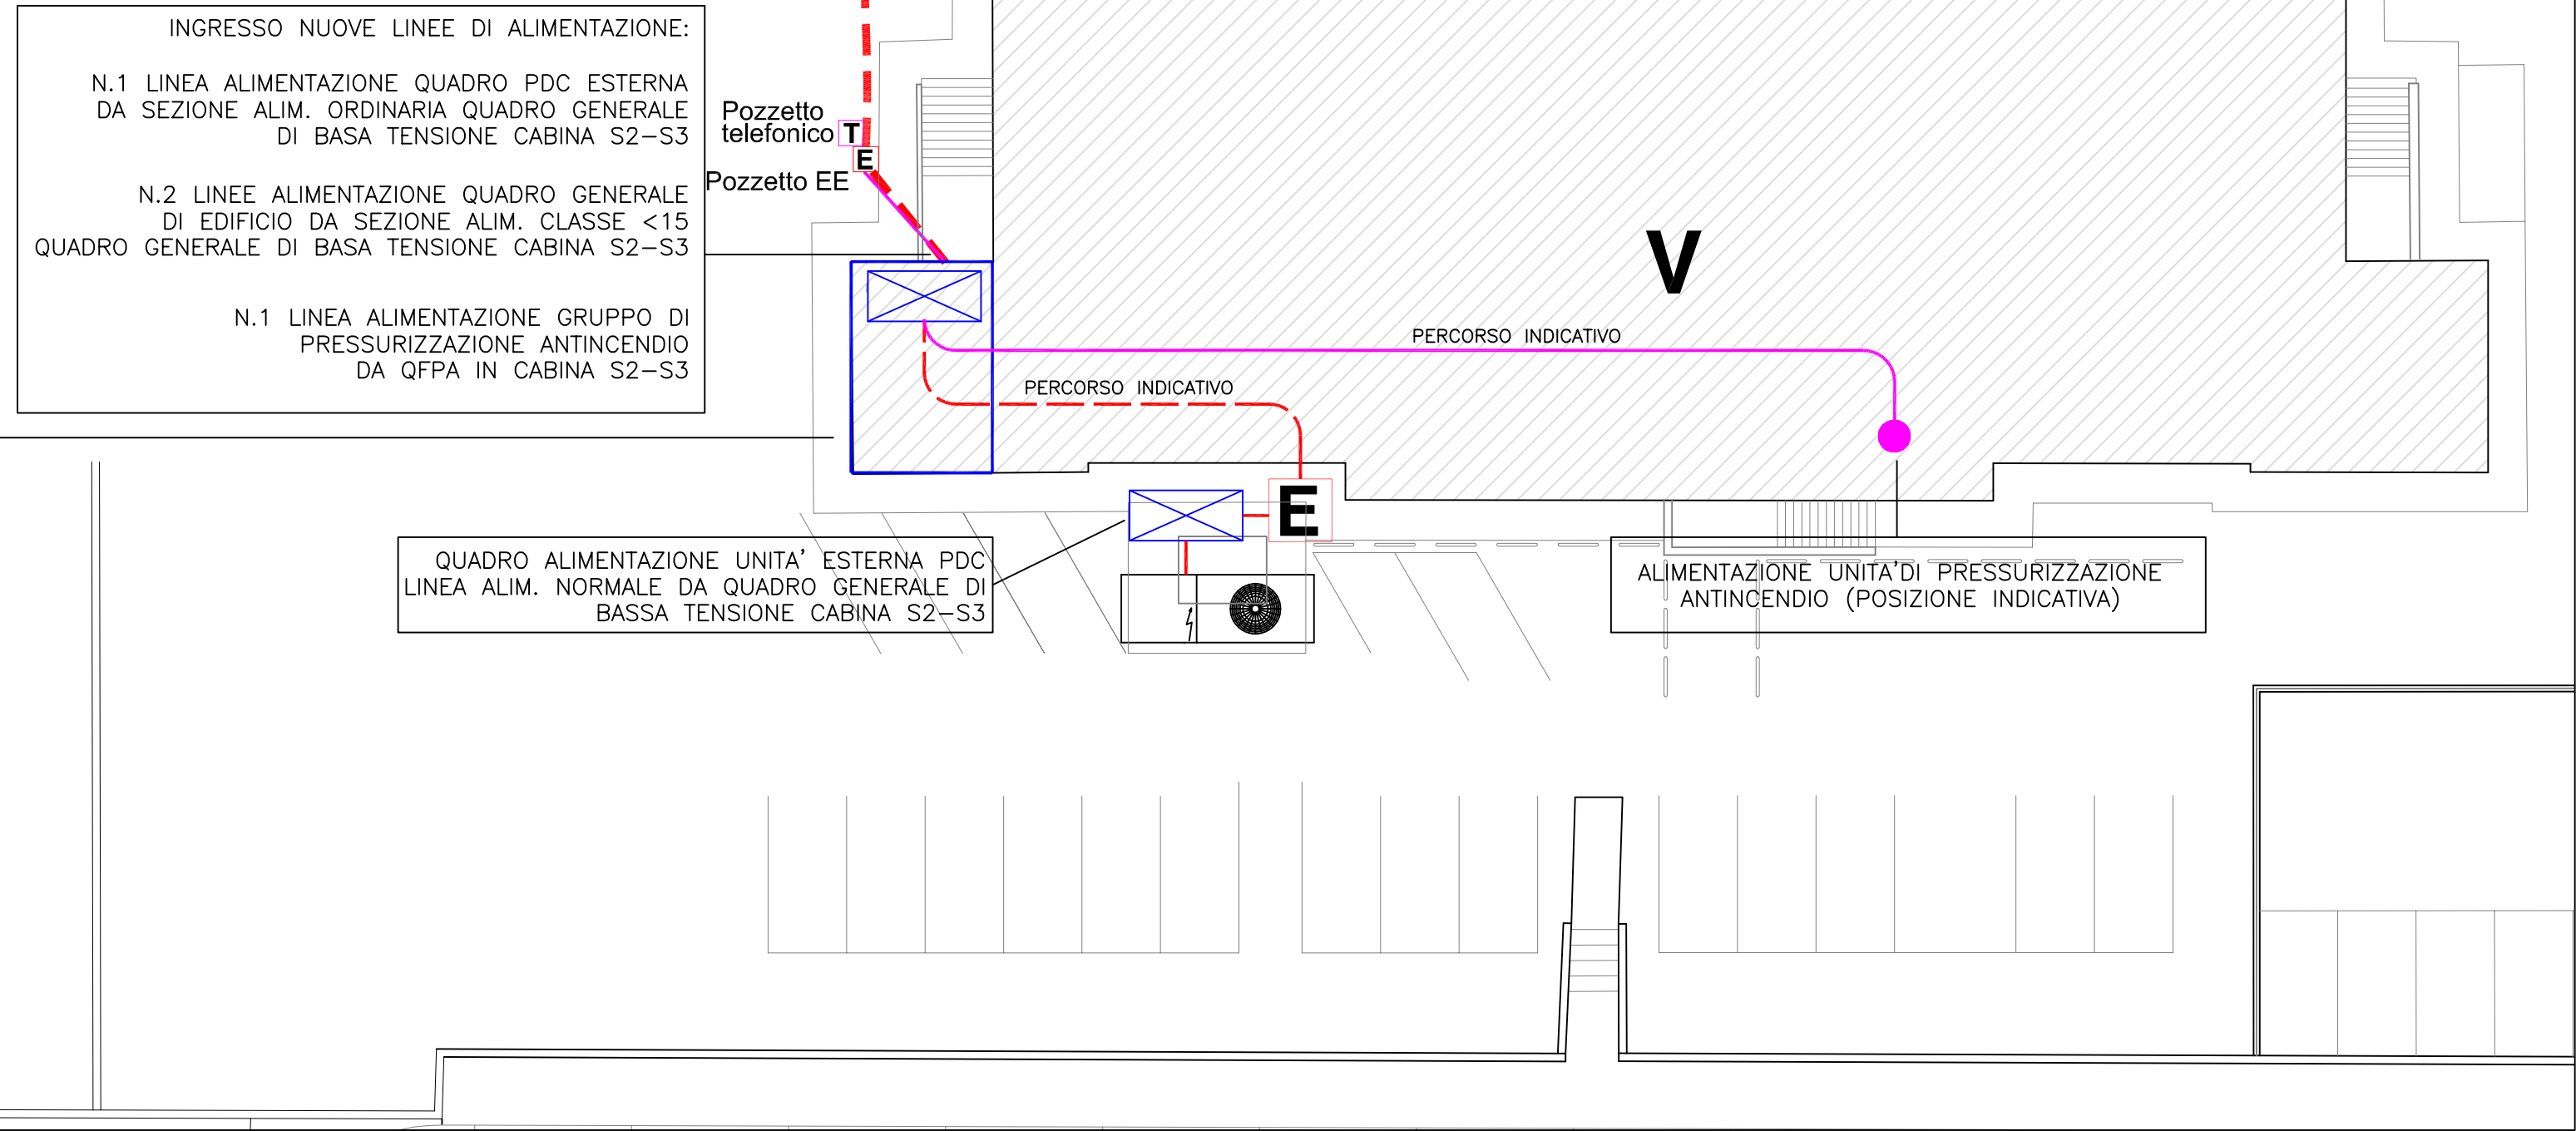 INGRESSO NUOVE LINEE DI ALIMENTAZIONE:
N.1 LINEA ALIMENTAZIONE QUADRO PDC ESTERNA
DA SEZIONE ALIM. ORDINARIA QUADRO GENERALE
DI BASA TENSIONE CABINA S2-S3
N.2 LINEE ALIMENTAZIONE QUADRO GENERALE
DI EDIFICIO DA SEZIONE ALIM. CLASSE <15
QUADRO GENERALE DI BASA TENSIONE CABINA S2-S3
N.1 LINEA ALIMENTAZIONE GRUPPO DI
PRESSURIZZAZIONE ANTINCENDIO
DA QFPA IN CABINA S2-S3
Pozzetto
telefonico
T
E
Pozzetto EE
V
PERCORSO INDICATIVO
PERCORSO INDICATIVO
E
QUADRO ALIMENTAZIONE UNITA' ESTERNA PDC
LINEA ALIM. NORMALE DA QUADRO GENERALE DI
BASSA TENSIONE CABINA S2-S3
ALIMENTAZIONE UNITA'DI PRESSURIZZAZIONE
ANTINCENDIO (POSIZIONE INDICATIVA)